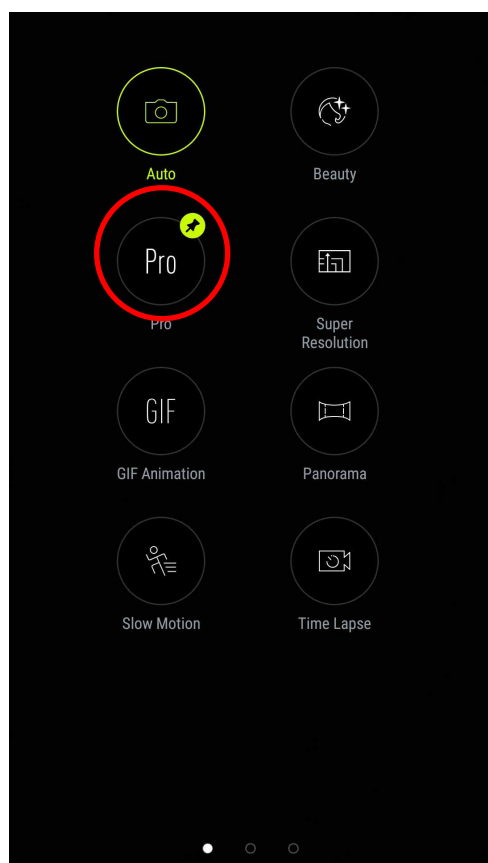 Auto
Beauty
Pro
Pro
Super
Resolution
GIF
GIF Animation
Panorama
Slow Motion
Time Lapse